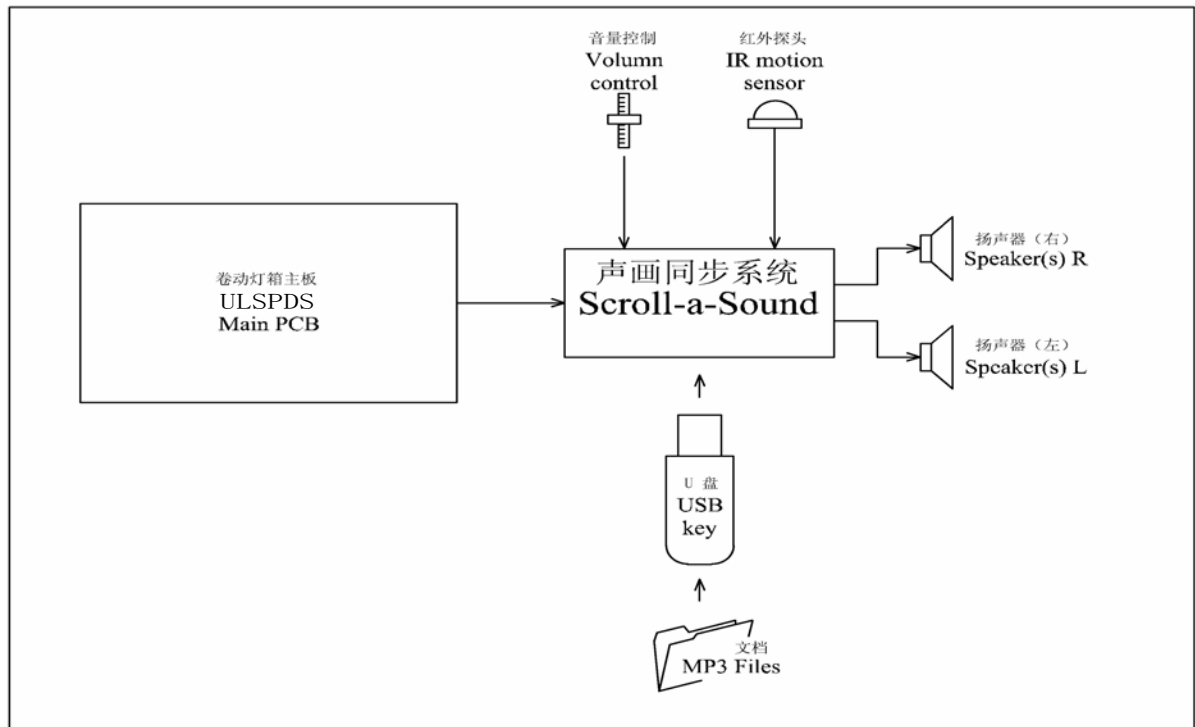 音量控制
Volumn
control
红外探头
IR motion
sensor
卷动灯箱主板
ULSPDS
Main PCB
声画同步系统
Scroll-a-Sound
扬声器（右）
Speaker(s) R
扬声器（左）
Speaker(s) L
U 盘
USB
key
文档
MP3 Files